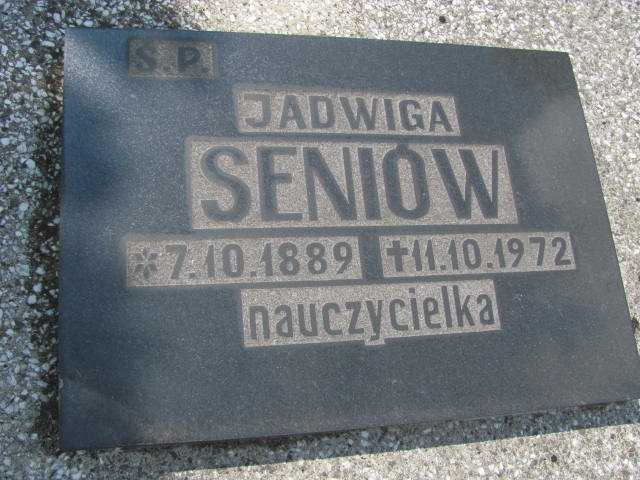 Ś.P.
JADWIGA
SENIÓW
*7.10.1889 †11.10.1972
nauczycielka